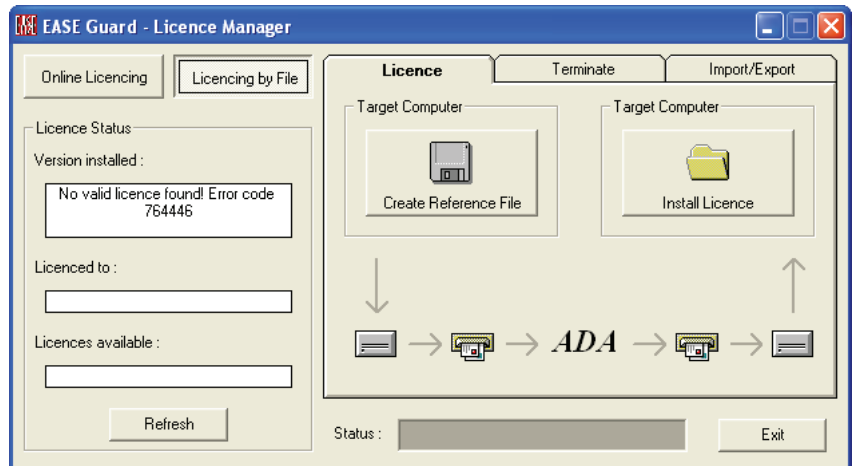 EASE Guard - Licence Manager
Online Licencing
Licencing by File
Licence Status
Version installed :
No valid licence found! Error code
764446
Licenced to :
Licences available :
Refresh
Licence
Terminate
Import/Export
Target Computer
Create Reference File
Target Computer
Install Licence
ADA
Status :
Exit